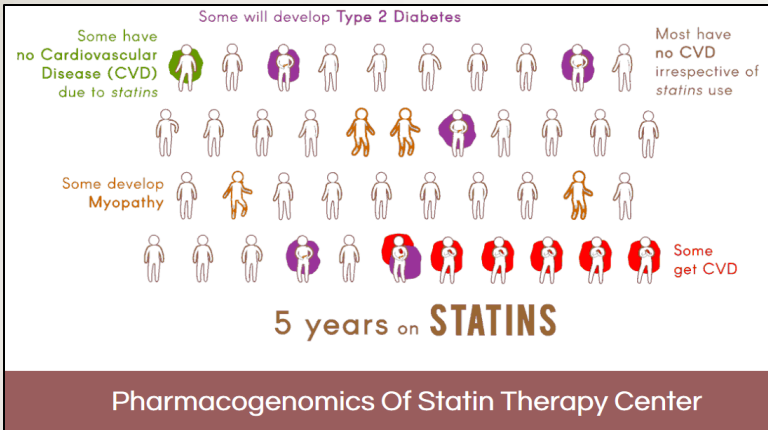 Some will develop Type 2 Diabetes
Some have
no Cardiovascular
Disease (CVD)
due to statins
Most have
no CVD
irrespective of
statins use
Some develop
Myopathy
Some
get CVD
5 years on STATINS
Pharmacogenomics Of Statin Therapy Center